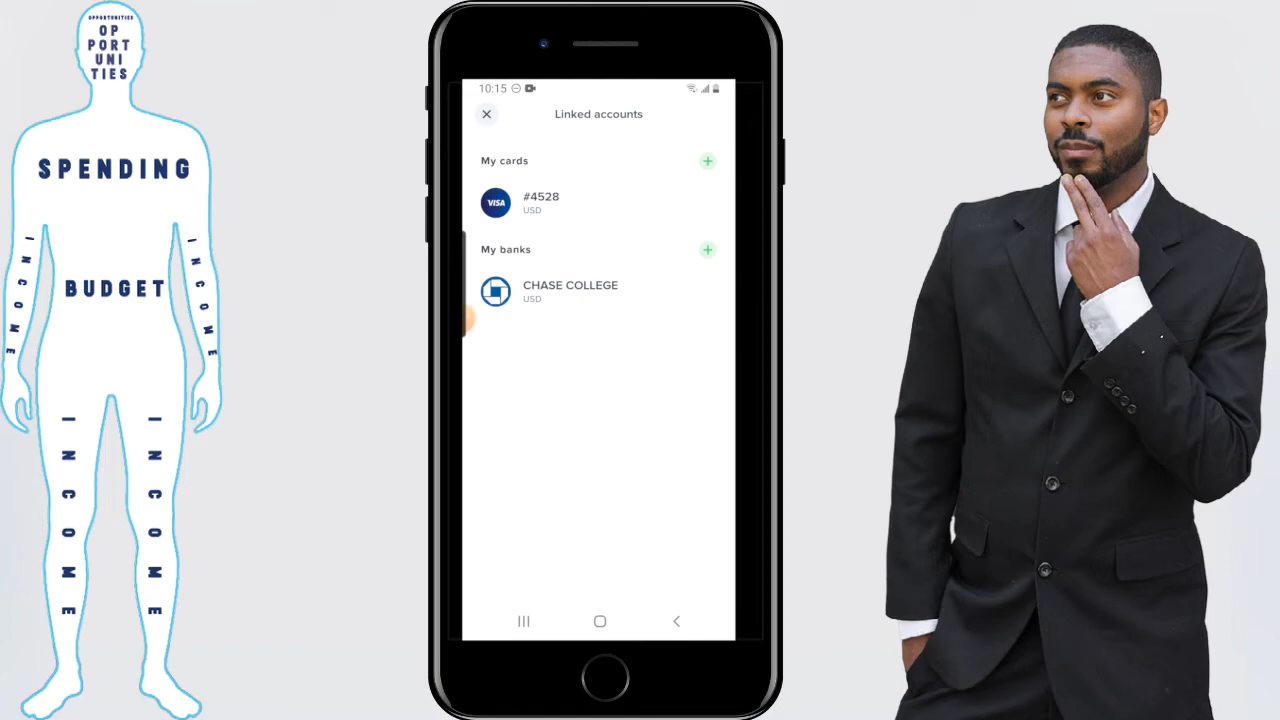 OPPORTUNITIES
OP
PORT
UNI
TIES
SPENDING
INCOME
INCOME
BUDGET
INCOME
INCOME
10:15
Linked accounts
My cards
VISA
#4528
USD
My banks
CHASE COLLEGE
USD